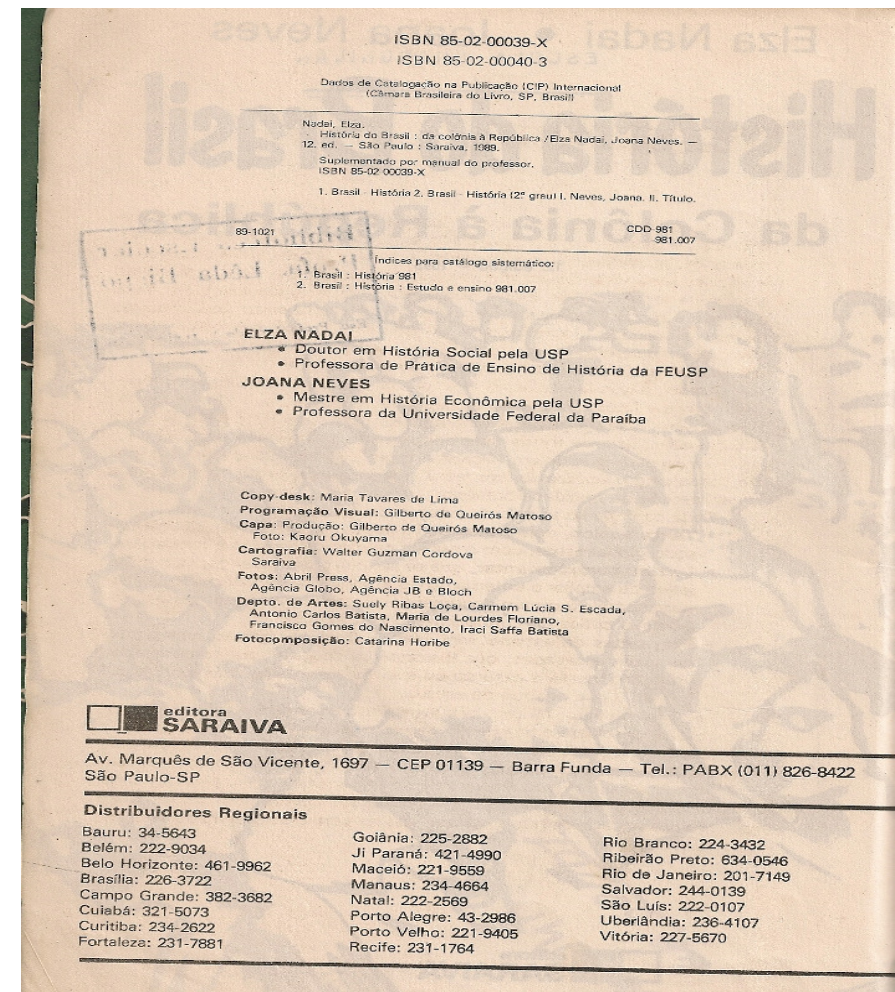 ISBN 85-02-00039-X
ISBN 85-02-00040-3
Dados de Catalogação na Publicação (CIP) Internacional
(Câmara Brasileira do Livro, SP, Brasil)
Nadai, Elza.
História do Brasil : da colônia à República / Elza Nadai, Joana Neves. —
12. ed. — São Paulo : Saraiva, 1989.
Suplementado por manual do professor.
ISBN 85-02-00039-X
1. Brasil - História 2. Brasil - História (2º grau) I. Neves, Joana. II. Título.
89-1021
CDD-981
-981.007
Índices para catálogo sistemático:
1. Brasil : História 981
2. Brasil : História : Estudo e ensino 981.007
ELZA NADAI
• Doutor em História Social pela USP
• Professora de Prática de Ensino de História da FEUSP
JOANA NEVES
• Mestre em História Econômica pela USP
• Professora da Universidade Federal da Paraíba
Copy-desk: Maria Tavares de Lima
Programação Visual: Gilberto de Queirós Matoso
Capa: Produção: Gilberto de Queirós Matoso
Foto: Kaoru Okuyama
Cartografia: Walter Guzman Cordova
Saraiva
Fotos: Abril Press, Agência Estado,
Agência Globo, Agência JB e Bloch
Depto. de Artes: Suely Ribas Loça, Carmem Lúcia S. Escada,
Antonio Carlos Batista, Maria de Lourdes Floriano,
Francisco Gomes do Nascimento, Iraci Saffa Batista
Fotocomposição: Catarina Horibe
editora
SARAIVA
Av. Marquês de São Vicente, 1697 — CEP 01139 — Barra Funda — Tel.: PABX (011) 826-8422
São Paulo-SP
Distribuidores Regionais
Bauru: 34-5643
Belém: 222-9034
Belo Horizonte: 461-9962
Brasília: 226-3722
Campo Grande: 382-3682
Cuiabá: 321-5073
Curitiba: 234-2622
Fortaleza: 231-7881
Goiânia: 225-2882
Ji Paraná: 421-4990
Maceió: 221-9559
Manaus: 234-4664
Natal: 222-2569
Porto Alegre: 43-2986
Porto Velho: 221-9405
Recife: 231-1764
Rio Branco: 224-3432
Ribeirão Preto: 634-0546
Rio de Janeiro: 201-7149
Salvador: 244-0139
São Luís: 222-0107
Uberlândia: 236-4107
Vitória: 227-5670